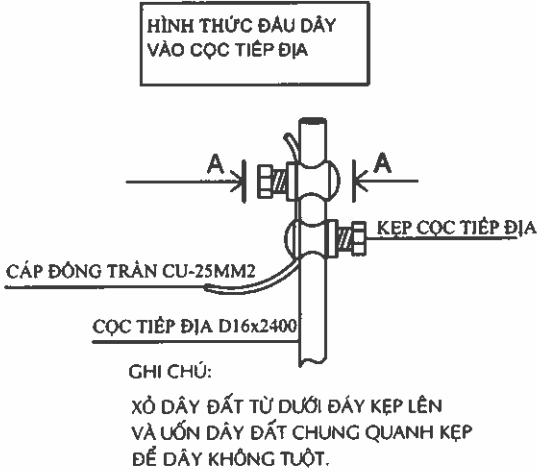 HÌNH THỨC ĐẤU DÂY
VÀO CỌC TIẾP ĐỊA
A
A
KẸP CỌC TIẾP ĐỊA
CÁP ĐỒNG TRẦN CU-25MM2
CỌC TIẾP ĐỊA D16x2400
GHI CHÚ:
XỎ DÂY ĐẤT TỪ DƯỚI ĐÁY KẸP LÊN
VÀ UỐN DÂY ĐẤT CHUNG QUANH KẸP
ĐỂ DÂY KHÔNG TUỘT.